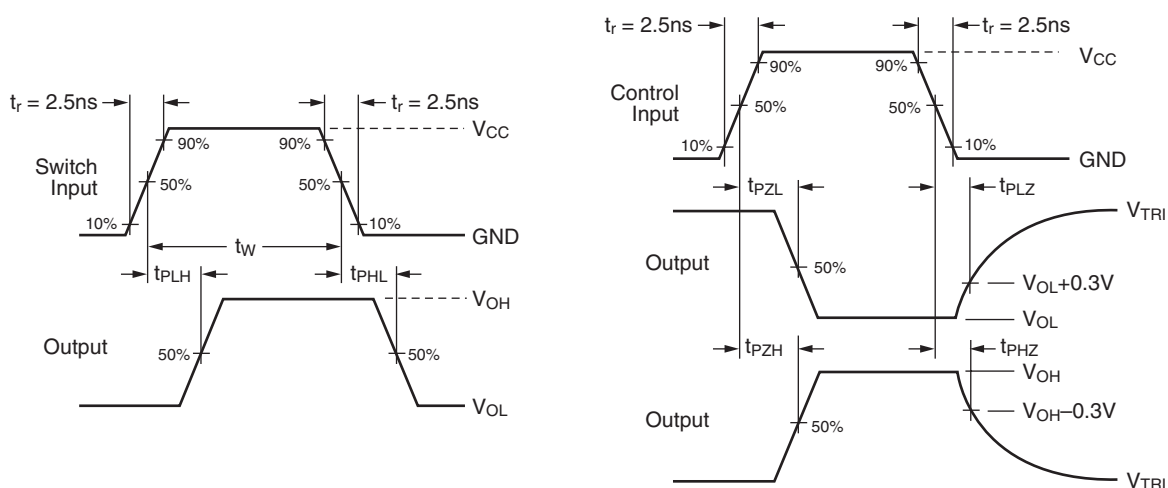 tr = 2.5ns
tr = 2.5ns
VCC
90%
90%
Switch
Input
50%
50%
10%
10%
GND
tW
tPLH
tPHL
VOH
Output
50%
50%
VOL
tr = 2.5ns
tr = 2.5ns
VCC
90%
90%
Control
Input
50%
50%
10%
10%
GND
tPZL
tPLZ
VTRI
Output
50%
VOL+0.3V
VOL
tPZH
tPHZ
VOH
VOH–0.3V
Output
50%
VTRI